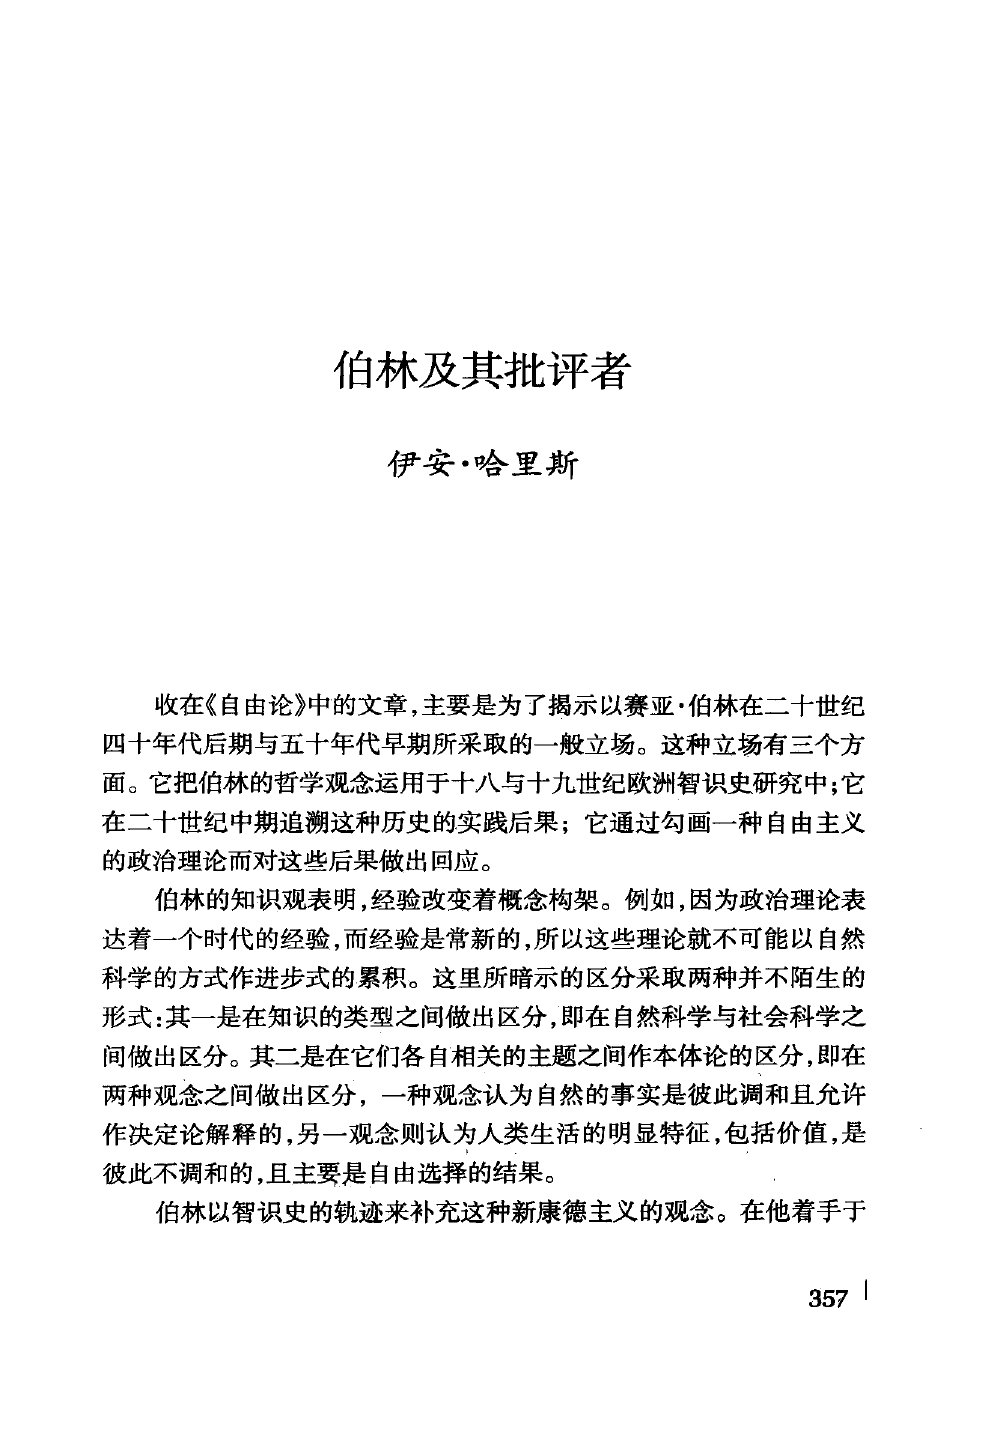 伯林及其批评者
伊安·哈里斯
收在《自由论》中的文章,主要是为了揭示以赛亚·伯林在二十世纪
四十年代后期与五十年代早期所采取的一般立场。这种立场有三个方
面。它把伯林的哲学观念运用于十八与十九世纪欧洲智识史研究中;它
在二十世纪中期追溯这种历史的实践后果；它通过勾画一种自由主义
的政治理论而对这些后果做出回应。
伯林的知识观表明,经验改变着概念构架。例如,因为政治理论表
达着一个时代的经验,而经验是常新的,所以这些理论就不可能以自然
科学的方式作进步式的累积。这里所暗示的区分采取两种并不陌生的
形式:其一是在知识的类型之间做出区分,即在自然科学与社会科学之
间做出区分。其二是在它们各自相关的主题之间作本体论的区分,即在
两种观念之间做出区分，一种观念认为自然的事实是彼此调和且允许
作决定论解释的,另一观念则认为人类生活的明显特征,包括价值,是
彼此不调和的,且主要是自由选择的结果。
伯林以智识史的轨迹来补充这种新康德主义的观念。在他着手于
357